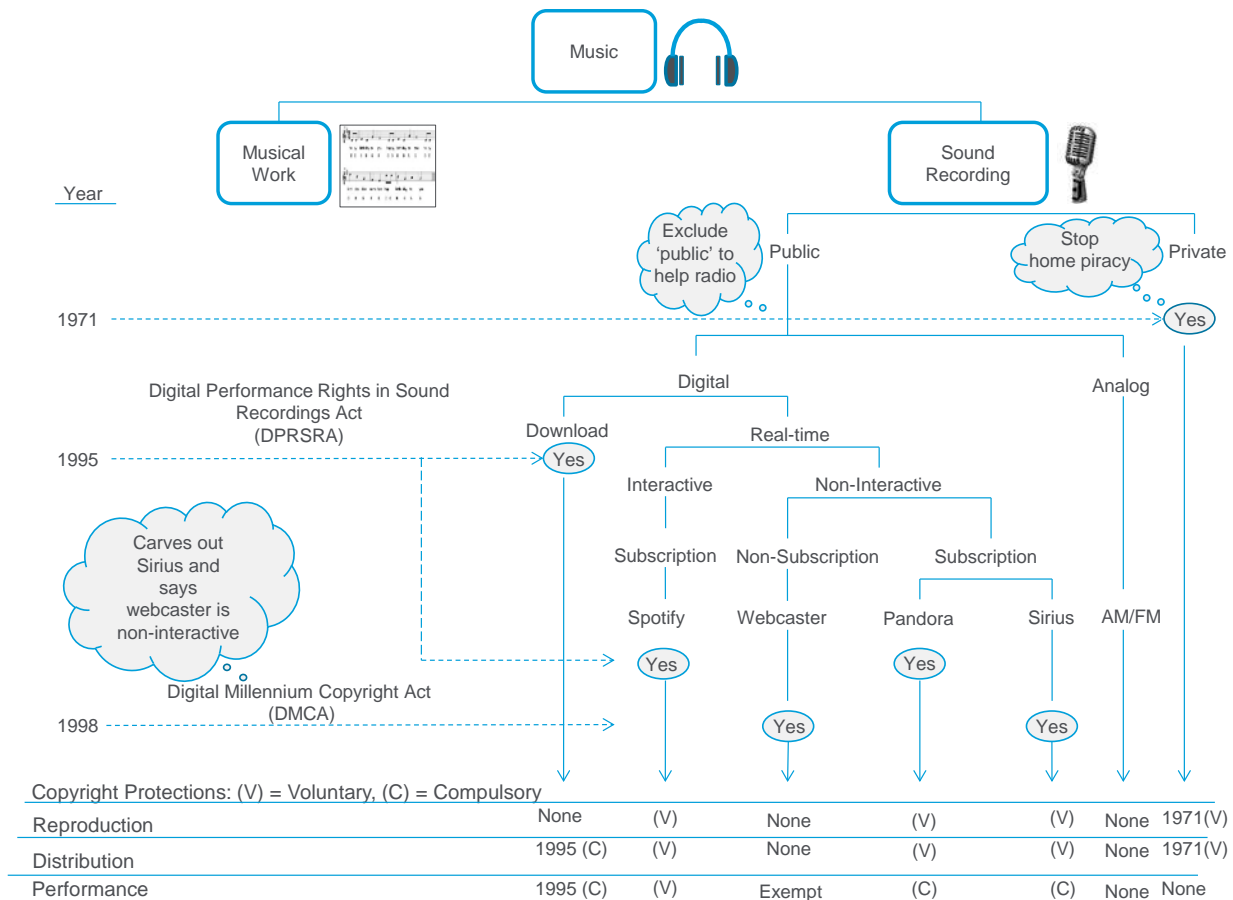 Music
Musical
Work
Sound
Recording
Year
Exclude
'public' to
help radio
Public
Stop
home piracy
Private
1971
Yes
Digital
Analog
Digital Performance Rights in Sound
Recordings Act
(DPRSRA)
Download
Real-time
1995
Yes
Interactive
Non-Interactive
Carves out
Sirius and
says
webcaster is
non-interactive
Subscription
Non-Subscription
Subscription
Spotify
Webcaster
Pandora
Sirius
AM/FM
Yes
Yes
Digital Millennium Copyright Act
(DMCA)
1998
Yes
Yes
Copyright Protections: (V) = Voluntary, (C) = Compulsory
Reproduction None (V) None (V) (V) None 1971(V)
Distribution 1995 (C) (V) None (V) (V) None 1971(V)
Performance 1995 (C) (V) Exempt (C) (C) None None